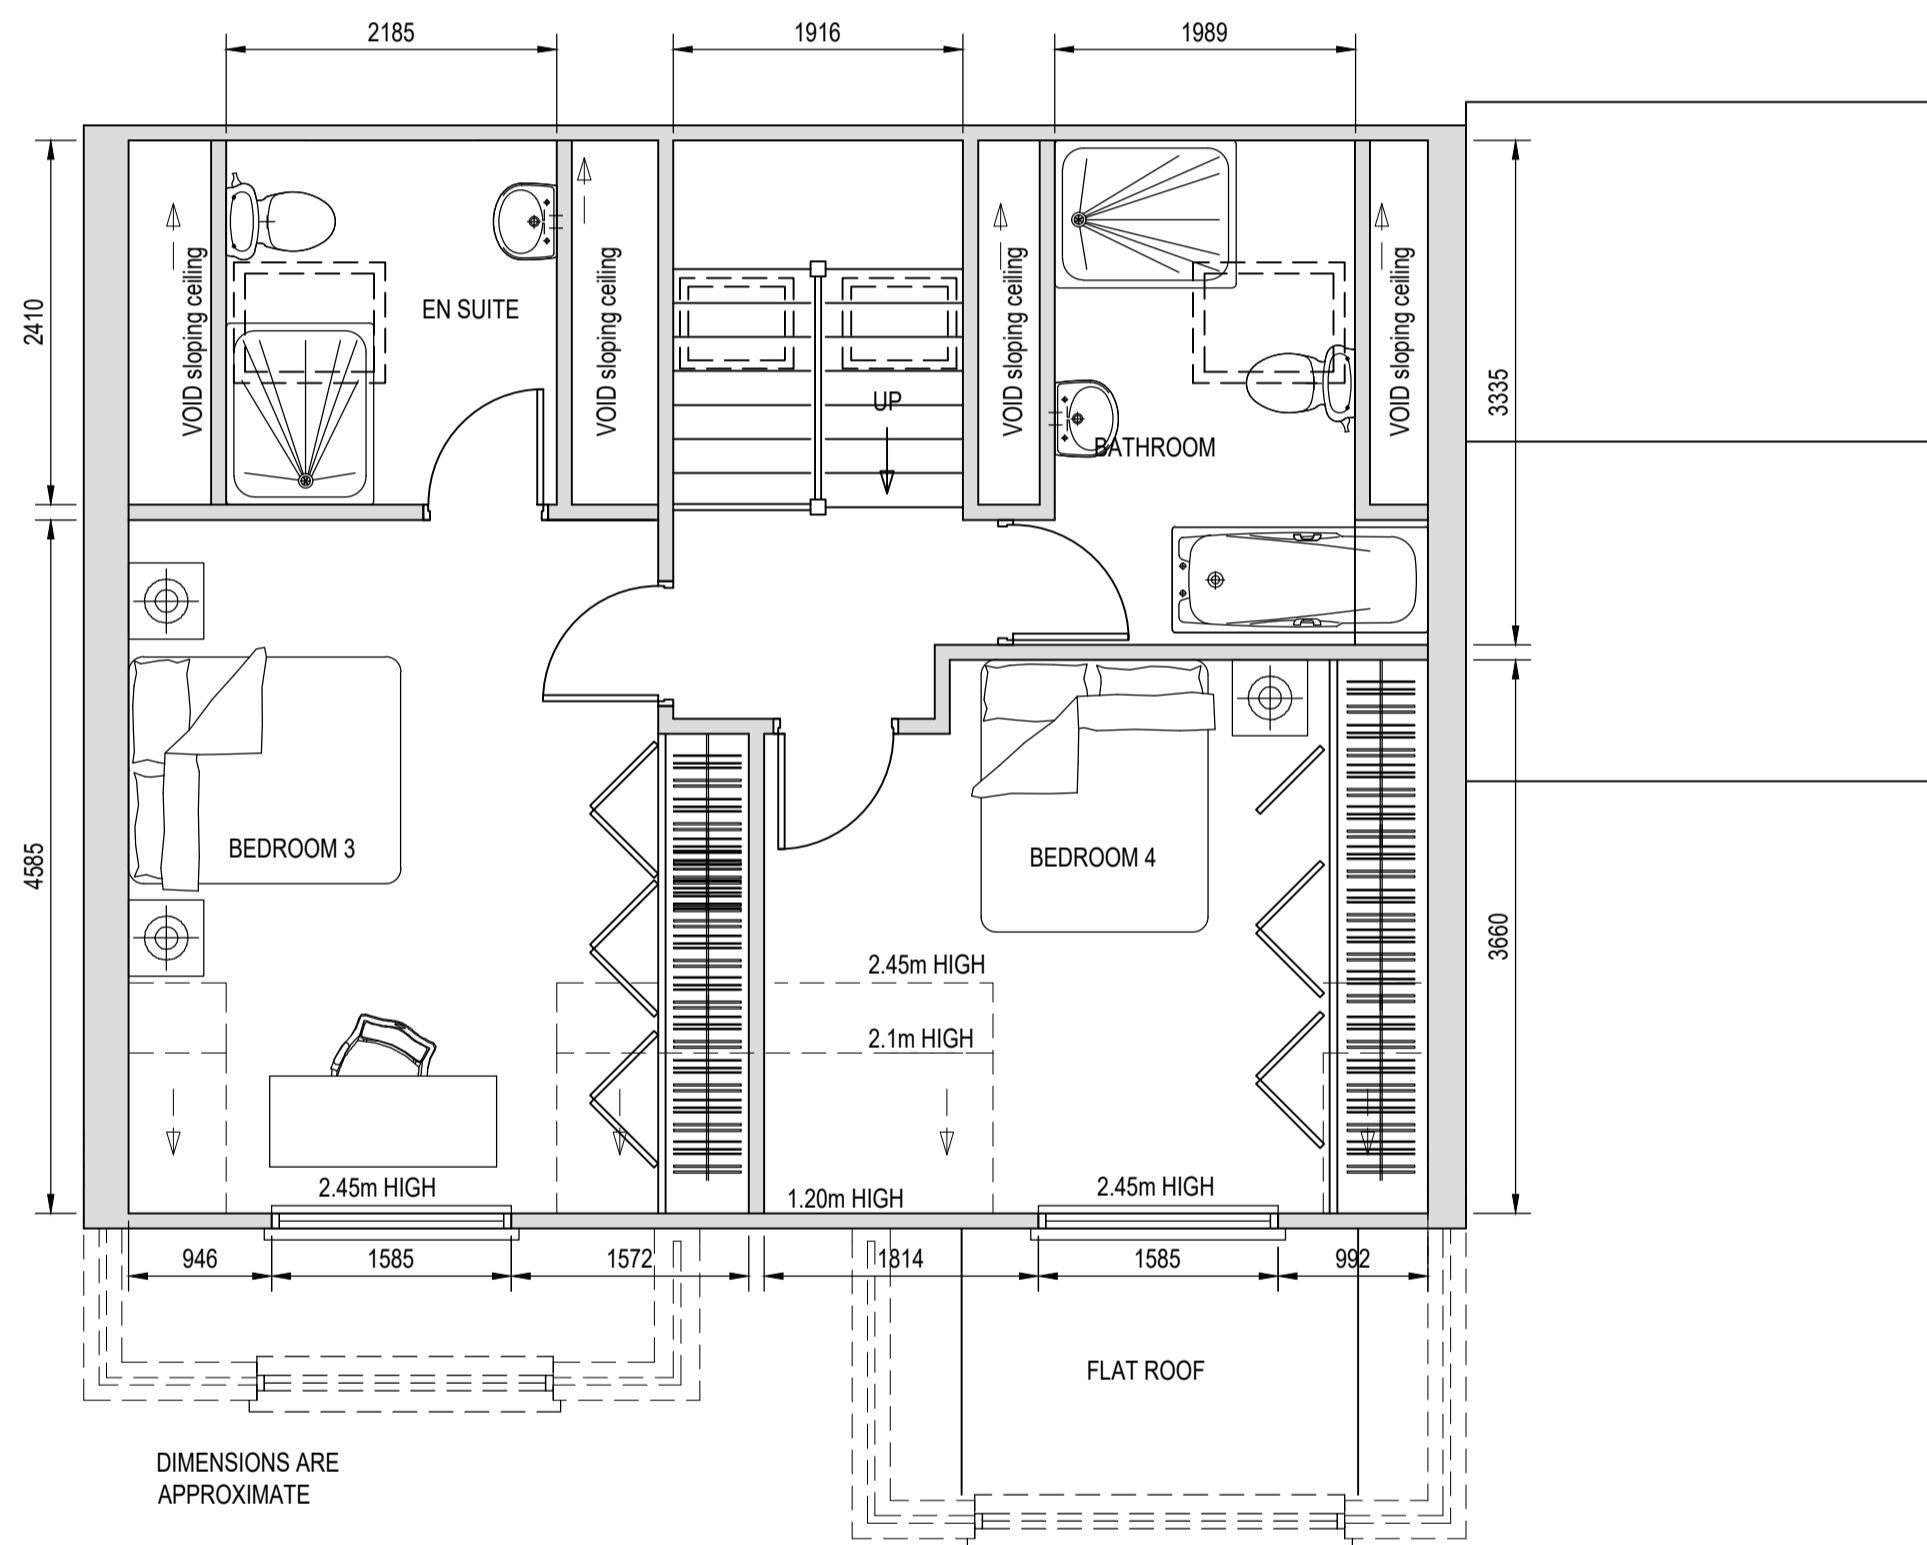 2185
1916
1989
2410
VOID sloping ceiling
EN SUITE
VOID sloping ceiling
UP
VOID sloping ceiling
BATHROOM
VOID sloping ceiling
3335
4585
BEDROOM 3
BEDROOM 4
3660
2.45m HIGH
2.1m HIGH
2.45m HIGH
1.20m HIGH
2.45m HIGH
946
1585
1572
1814
1585
992
FLAT ROOF
DIMENSIONS ARE
APPROXIMATE